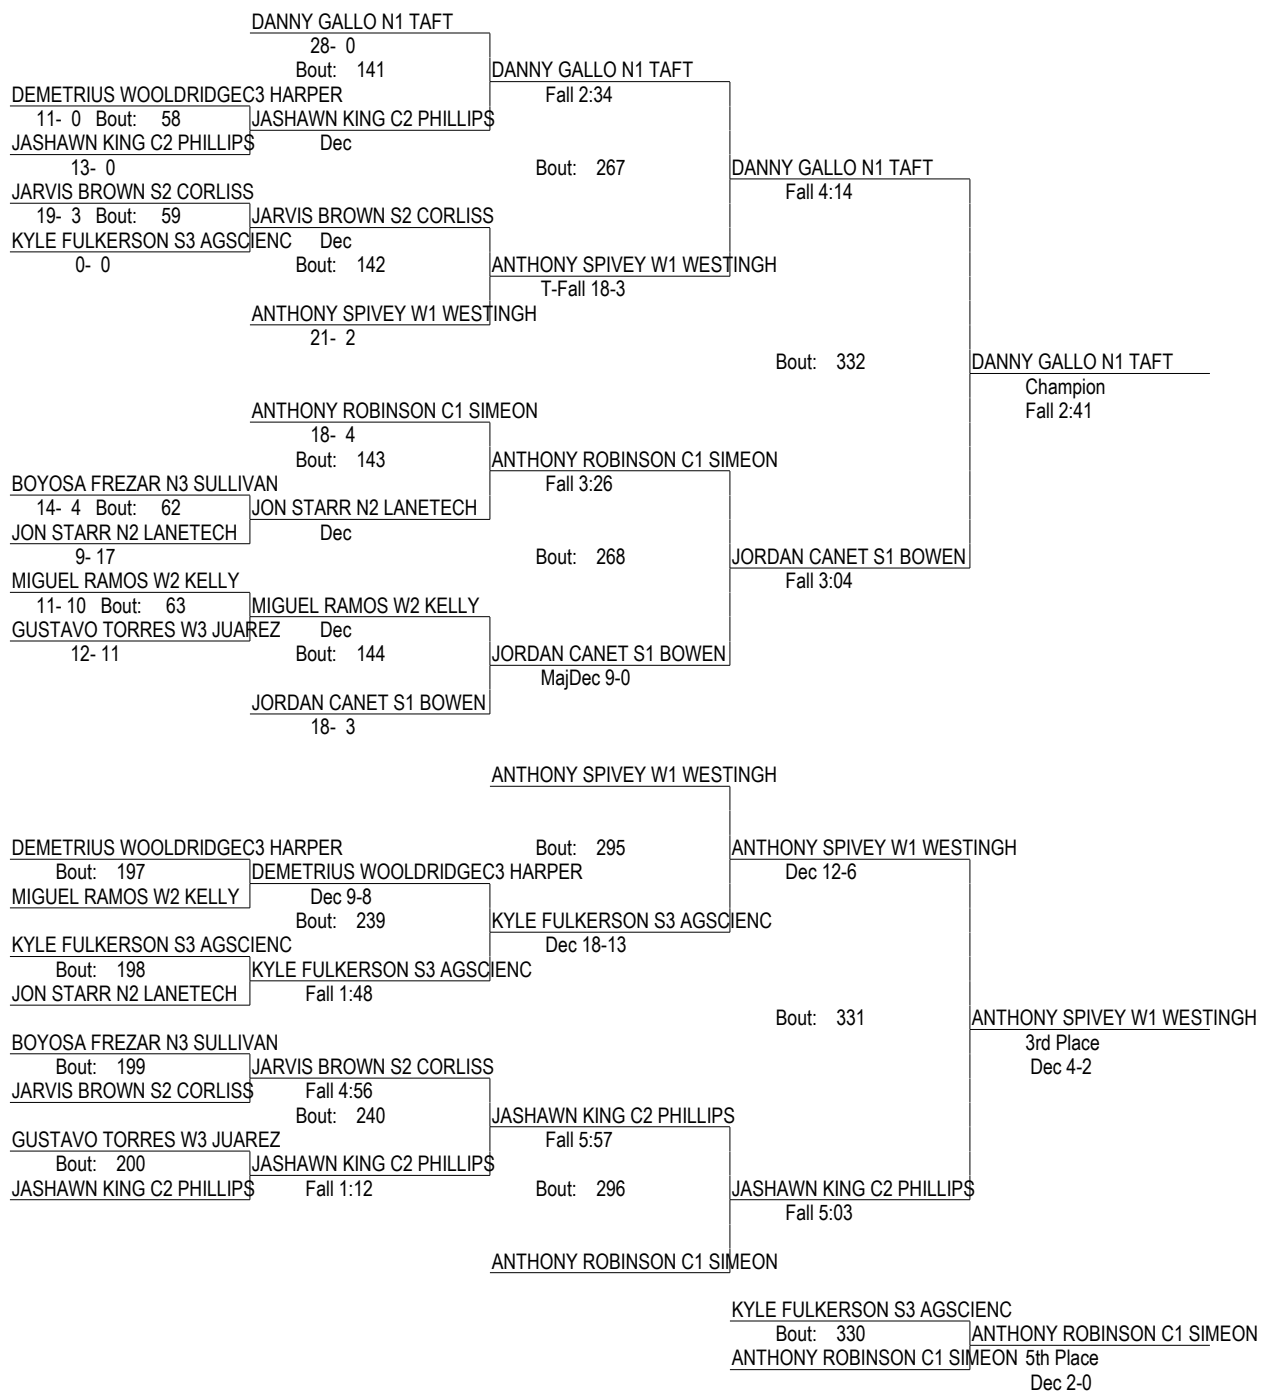 DANNY GALLO N1 TAFT
28- 0
Bout: 141 DANNY GALLO N1 TAFT
DEMETRIUS WOOLDRIDGEC3 HARPER Fall 2:34
11- 0 Bout: 58 JASHAWN KING C2 PHILLIPS
JASHAWN KING C2 PHILLIPS Dec
13- 0 Bout: 267 DANNY GALLO N1 TAFT
JARVIS BROWN S2 CORLISS Fall 4:14
19- 3 Bout: 59 JARVIS BROWN S2 CORLISS
KYLE FULKERSON S3 AGSCIENC Dec
0- 0 Bout: 142 ANTHONY SPIVEY W1 WESTINGH
T-Fall 18-3
ANTHONY SPIVEY W1 WESTINGH
21- 2
Bout: 332 DANNY GALLO N1 TAFT
Champion
ANTHONY ROBINSON C1 SIMEON Fall 2:41
18- 4
Bout: 143 ANTHONY ROBINSON C1 SIMEON
BOYOSA FREZAR N3 SULLIVAN Fall 3:26
14- 4 Bout: 62 JON STARR N2 LANETECH
JON STARR N2 LANETECH Dec
9- 17 Bout: 268 JORDAN CANET S1 BOWEN
MIGUEL RAMOS W2 KELLY Fall 3:04
11- 10 Bout: 63 MIGUEL RAMOS W2 KELLY
GUSTAVO TORRES W3 JUAREZ Dec
12- 11 Bout: 144 JORDAN CANET S1 BOWEN
MajDec 9-0
JORDAN CANET S1 BOWEN
18- 3
ANTHONY SPIVEY W1 WESTINGH
DEMETRIUS WOOLDRIDGEC3 HARPER Bout: 295 ANTHONY SPIVEY W1 WESTINGH
Bout: 197 DEMETRIUS WOOLDRIDGEC3 HARPER Dec 12-6
MIGUEL RAMOS W2 KELLY Dec 9-8
Bout: 239 KYLE FULKERSON S3 AGSCIENC
KYLE FULKERSON S3 AGSCIENC Dec 18-13
Bout: 198 KYLE FULKERSON S3 AGSCIENC
JON STARR N2 LANETECH Fall 1:48
Bout: 331 ANTHONY SPIVEY W1 WESTINGH
BOYOSA FREZAR N3 SULLIVAN 3rd Place
Bout: 199 JARVIS BROWN S2 CORLISS Dec 4-2
JARVIS BROWN S2 CORLISS Fall 4:56
Bout: 240 JASHAWN KING C2 PHILLIPS
GUSTAVO TORRES W3 JUAREZ Fall 5:57
Bout: 200 JASHAWN KING C2 PHILLIPS
JASHAWN KING C2 PHILLIPS Fall 1:12 Bout: 296 JASHAWN KING C2 PHILLIPS
Fall 5:03
ANTHONY ROBINSON C1 SIMEON
KYLE FULKERSON S3 AGSCIENC
Bout: 330 ANTHONY ROBINSON C1 SIMEON
ANTHONY ROBINSON C1 SIMEON 5th Place
Dec 2-0